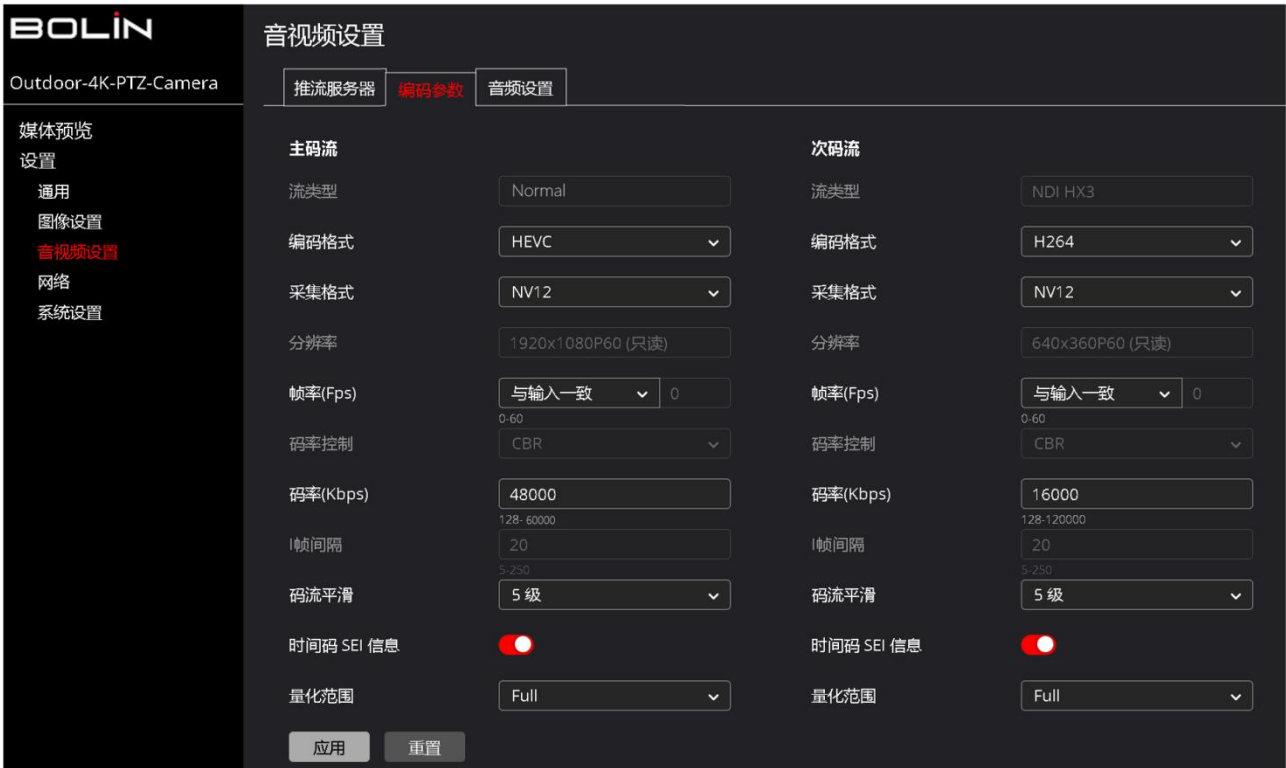 BOLIN
Outdoor-4K-PTZ-Camera
媒体预览
设置
通用
图像设置
音视频设置
网络
系统设置
音视频设置
推流服务器 编码参数 音频设置
主码流 次码流
流类型 Normal 流类型 NDI HX3
编码格式 HEVC 编码格式 H264
采集格式 NV12 采集格式 NV12
分辨率 1920x1080P60 (只读) 分辨率 640x360P60 (只读)
帧率(Fps) 与输入一致 0 帧率(Fps) 与输入一致 0
0-60 0-60
码率控制 CBR 码率控制 CBR
码率(Kbps) 48000 码率(Kbps) 16000
128- 60000 128-120000
I帧间隔 20 I帧间隔 20
5-250 5-250
码流平滑 5 级 码流平滑 5 级
时间码 SEI 信息 时间码 SEI 信息
量化范围 Full 量化范围 Full
应用 重置